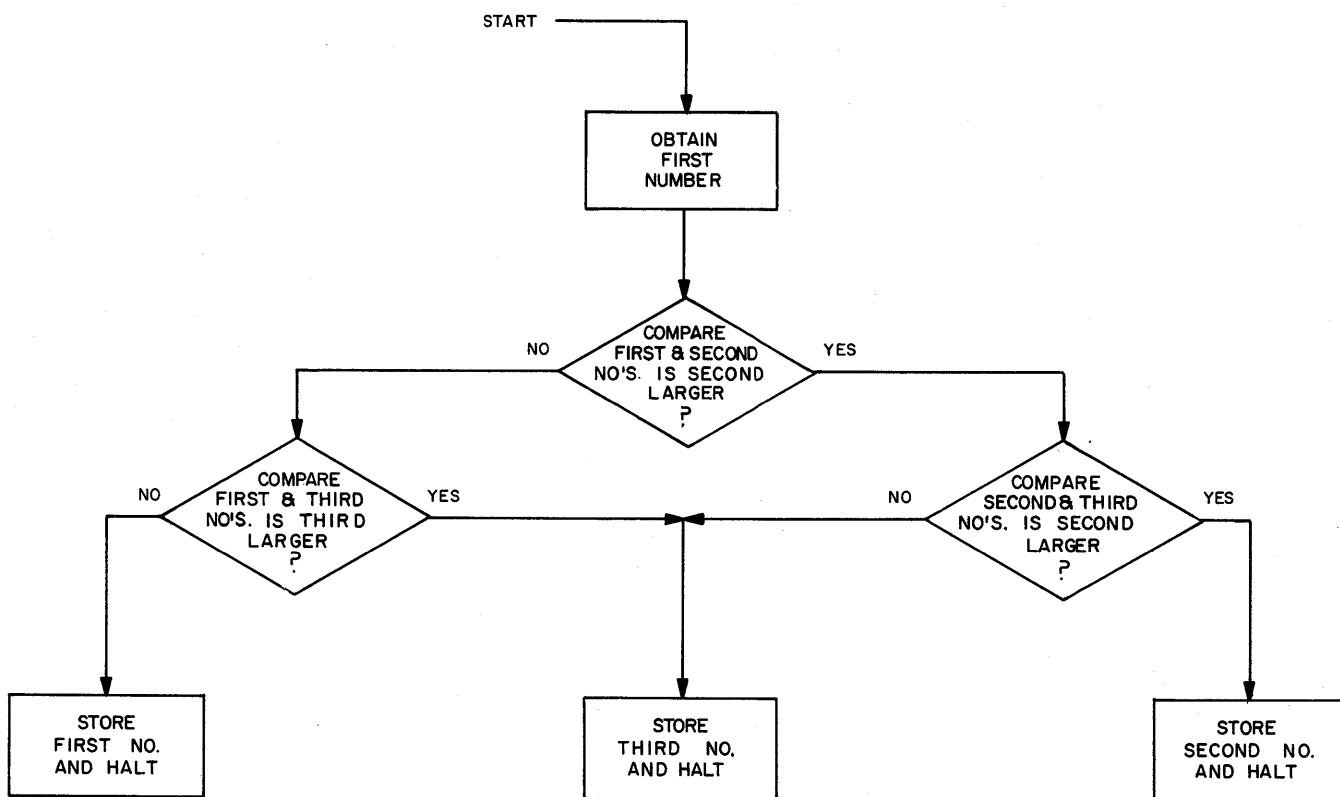 START
OBTAIN
FIRST
NUMBER
COMPARE
FIRST & SECOND
NO'S. IS SECOND
LARGER
?
NO
YES
COMPARE
FIRST & THIRD
NO'S. IS THIRD
LARGER
?
NO
YES
COMPARE
SECOND & THIRD
NO'S. IS SECOND
LARGER
?
NO
YES
STORE
FIRST NO.
AND HALT
STORE
THIRD NO.
AND HALT
STORE
SECOND NO.
AND HALT